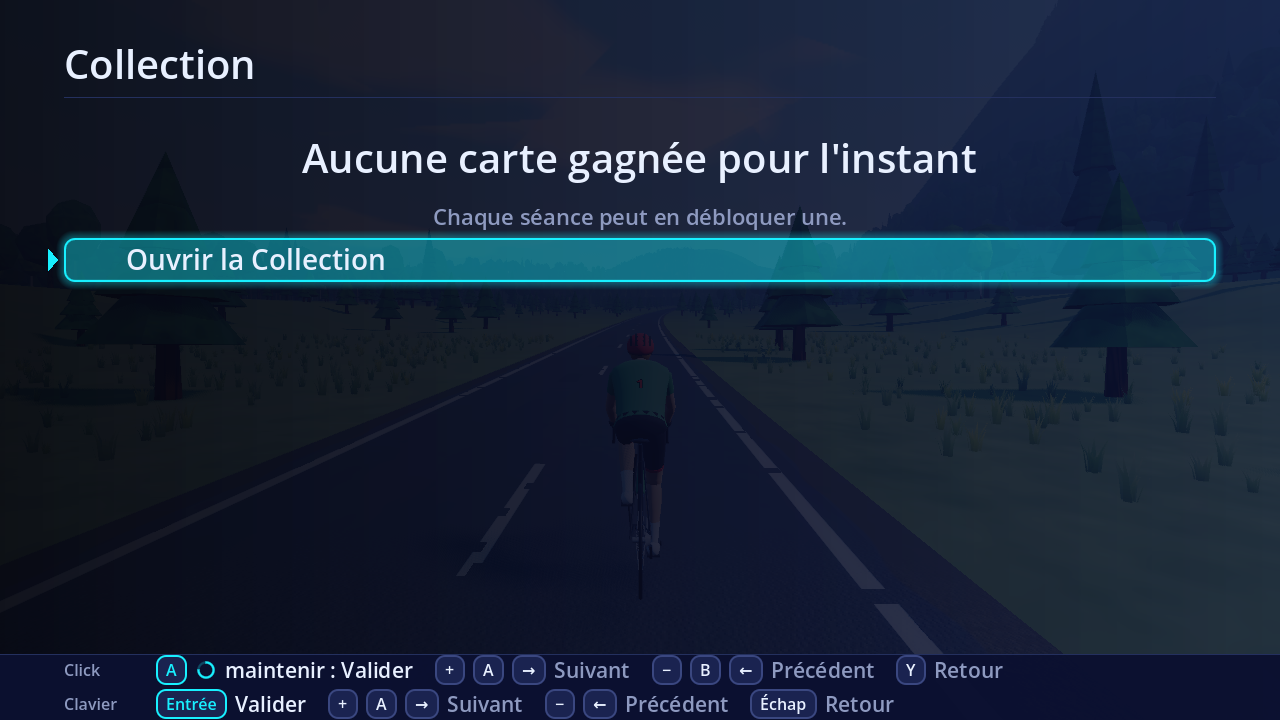 Collection
Aucune carte gagnée pour l'instant
Chaque séance peut en débloquer une.
Ouvrir la Collection
Click A maintenir : Valider + A → Suivant − B ← Précédent Y Retour
Clavier Entrée Valider + A → Suivant − ← Précédent Échap Retour